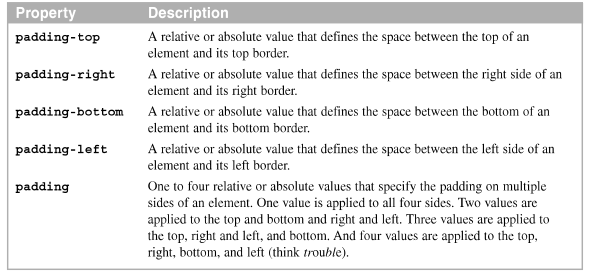 Property Description
padding-top A relative or absolute value that defines the space between the top of an
element and its top border.
padding-right A relative or absolute value that defines the space between the right side of an
element and its right border.
padding-bottom A relative or absolute value that defines the space between the bottom of an
element and its bottom border.
padding-left A relative or absolute value that defines the space between the left side of an
element and its left border.
padding One to four relative or absolute values that specify the padding on multiple
sides of an element. One value is applied to all four sides. Two values are
applied to the top and bottom and right and left. Three values are applied to
the top, right and left, and bottom. And four values are applied to the top,
right, bottom, and left (think trouble).